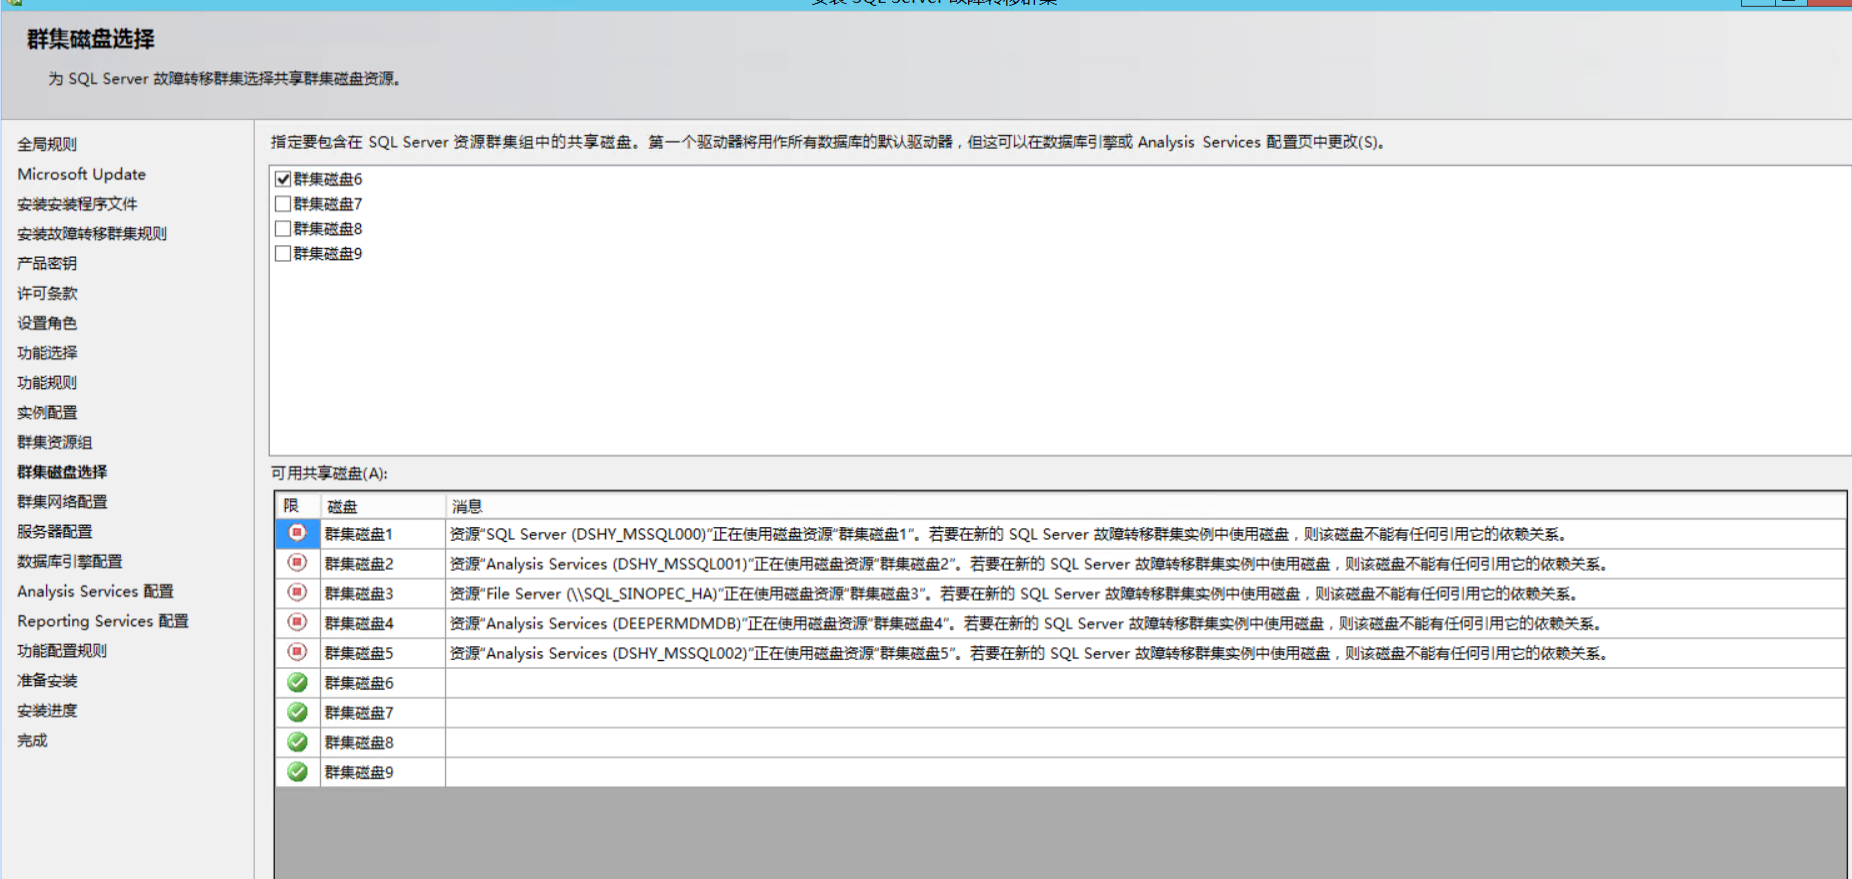 安装 SQL Server 故障转移群集
群集磁盘选择
为 SQL Server 故障转移群集选择共享群集磁盘资源。
全局规则
Microsoft Update
安装安装程序文件
安装故障转移群集规则
产品密钥
许可条款
设置角色
功能选择
功能规则
实例配置
群集资源组
群集磁盘选择
群集网络配置
服务器配置
数据库引擎配置
Analysis Services 配置
Reporting Services 配置
功能配置规则
准备安装
安装进度
完成
指定要包含在 SQL Server 资源群集组中的共享磁盘。第一个驱动器将用作所有数据库的默认驱动器，但这可以在数据库引擎或 Analysis Services 配置页中更改(S)。
群集磁盘6
群集磁盘7
群集磁盘8
群集磁盘9
可用共享磁盘(A):
限 磁盘 消息
群集磁盘1 资源“SQL Server (DSHY_MSSQL000)”正在使用磁盘资源“群集磁盘1”。若要在新的 SQL Server 故障转移群集实例中使用磁盘，则该磁盘不能有任何引用它的依赖关系。
群集磁盘2 资源“Analysis Services (DSHY_MSSQL001)”正在使用磁盘资源“群集磁盘2”。若要在新的 SQL Server 故障转移群集实例中使用磁盘，则该磁盘不能有任何引用它的依赖关系。
群集磁盘3 资源“File Server (\\SQL_SINOPEC_HA)”正在使用磁盘资源“群集磁盘3”。若要在新的 SQL Server 故障转移群集实例中使用磁盘，则该磁盘不能有任何引用它的依赖关系。
群集磁盘4 资源“Analysis Services (DEEPERMDMDB)”正在使用磁盘资源“群集磁盘4”。若要在新的 SQL Server 故障转移群集实例中使用磁盘，则该磁盘不能有任何引用它的依赖关系。
群集磁盘5 资源“Analysis Services (DSHY_MSSQL002)”正在使用磁盘资源“群集磁盘5”。若要在新的 SQL Server 故障转移群集实例中使用磁盘，则该磁盘不能有任何引用它的依赖关系。
群集磁盘6
群集磁盘7
群集磁盘8
群集磁盘9